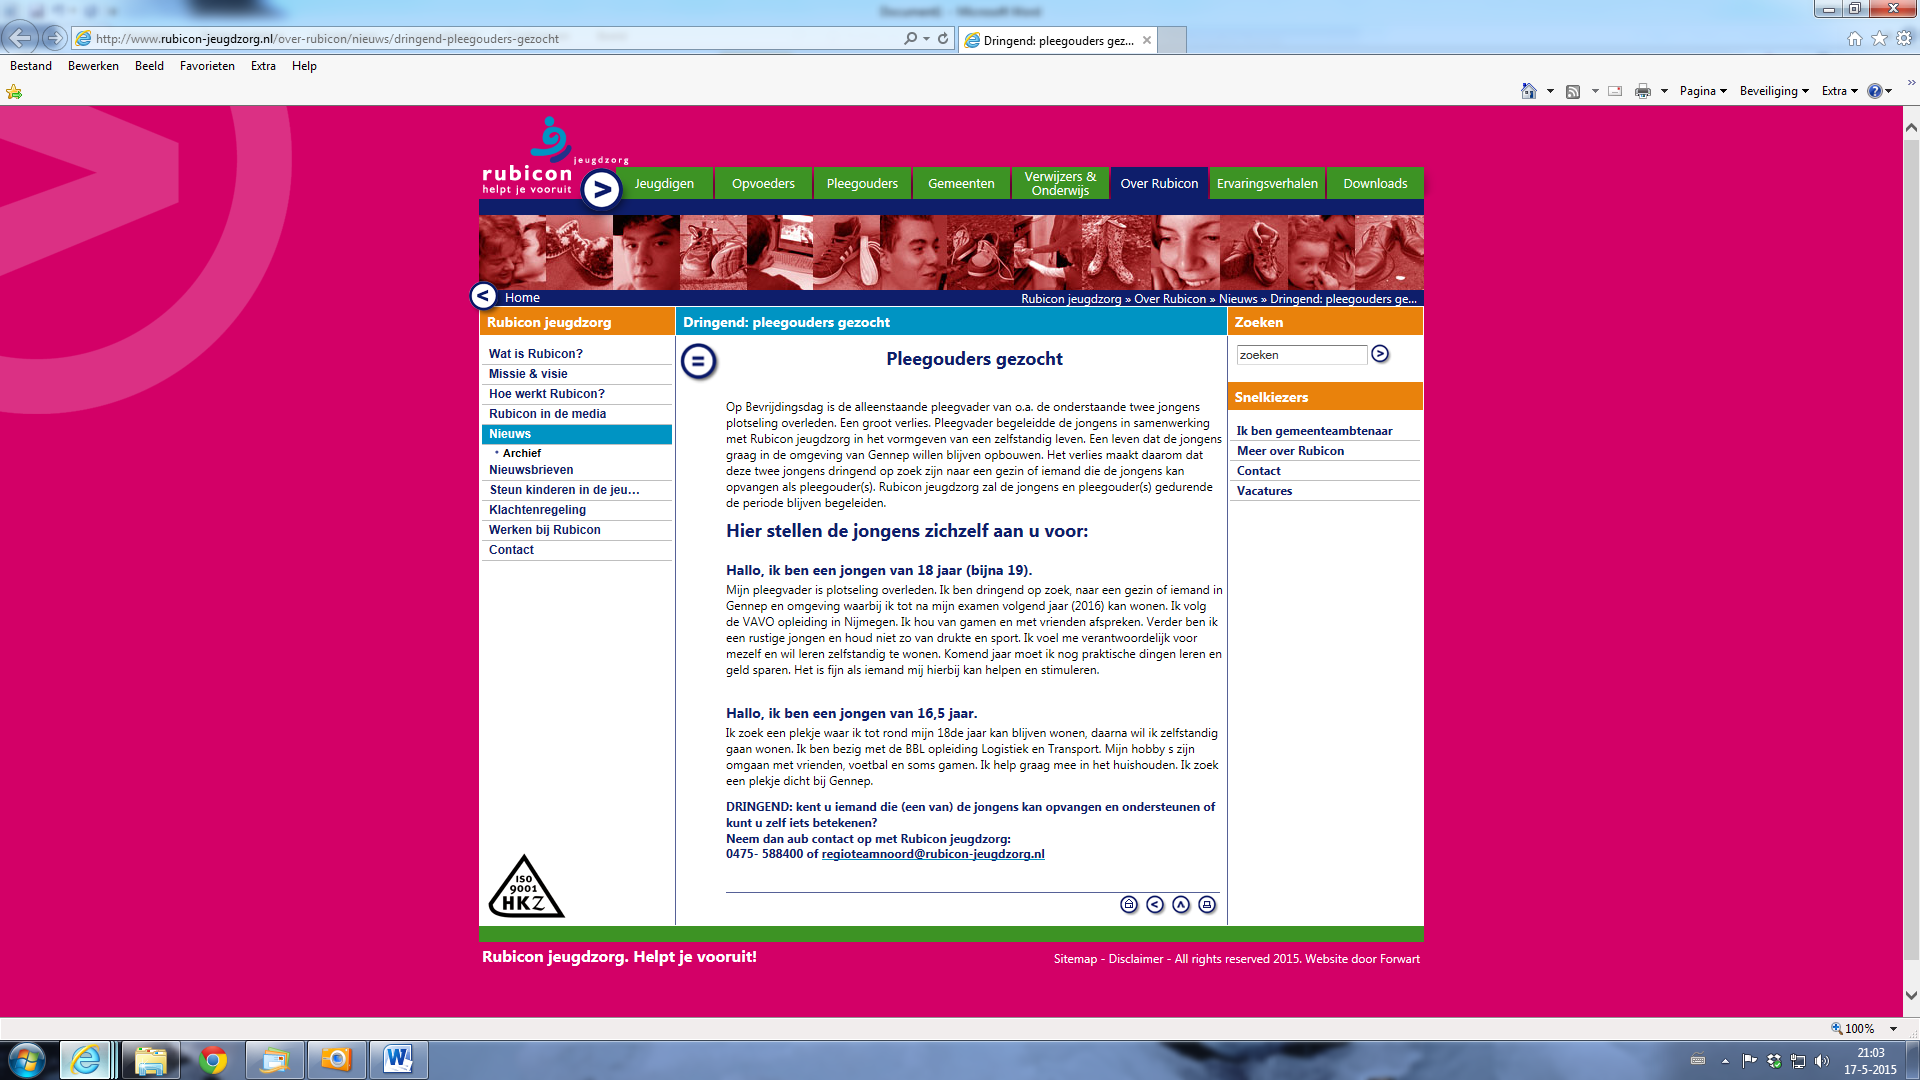 http://www.rubicon-jeugdzorg.nl/over-rubicon/nieuws/dringend-pleegouders-gezocht
Dringend: pleegouders gez...
Bestand Bewerken Beeld Favorieten Extra Help
Pagina Beveiliging Extra
rubicon jeugdzorg
helpt je vooruit
Jeugdigen
Opvoeders
Pleegouders
Gemeenten
Verwijzers &
Onderwijs
Over Rubicon
Ervaringsverhalen
Downloads
Home
Rubicon jeugdzorg » Over Rubicon » Nieuws » Dringend: pleegouders ge...
Rubicon jeugdzorg
Wat is Rubicon?
Missie & visie
Hoe werkt Rubicon?
Rubicon in de media
Nieuws
Archief
Nieuwsbrieven
Steun kinderen in de jeu...
Klachtenregeling
Werken bij Rubicon
Contact
ISO
9001
HKZ
Dringend: pleegouders gezocht
Pleegouders gezocht
Op Bevrijdingsdag is de alleenstaande pleegvader van o.a. de onderstaande twee jongens
plotseling overleden. Een groot verlies. Pleegvader begeleidde de jongens in samenwerking
met Rubicon jeugdzorg in het vormgeven van een zelfstandig leven. Een leven dat de jongens
graag in de omgeving van Gennep willen blijven opbouwen. Het verlies maakt daarom dat
deze twee jongens dringend op zoek zijn naar een gezin of iemand die de jongens kan
opvangen als pleegouder(s). Rubicon jeugdzorg zal de jongens en pleegouder(s) gedurende
de periode blijven begeleiden.
Hier stellen de jongens zichzelf aan u voor:
Hallo, ik ben een jongen van 18 jaar (bijna 19).
Mijn pleegvader is plotseling overleden. Ik ben dringend op zoek, naar een gezin of iemand in
Gennep en omgeving waarbij ik tot na mijn examen volgend jaar (2016) kan wonen. Ik volg
de VAVO opleiding in Nijmegen. Ik hou van gamen en met vrienden afspreken. Verder ben ik
een rustige jongen en houd niet zo van drukte en sport. Ik voel me verantwoordelijk voor
mezelf en wil leren zelfstandig te wonen. Komend jaar moet ik nog praktische dingen leren en
geld sparen. Het is fijn als iemand mij hierbij kan helpen en stimuleren.
Hallo, ik ben een jongen van 16,5 jaar.
Ik zoek een plekje waar ik tot rond mijn 18de jaar kan blijven wonen, daarna wil ik zelfstandig
gaan wonen. Ik ben bezig met de BBL opleiding Logistiek en Transport. Mijn hobby s zijn
omgaan met vrienden, voetbal en soms gamen. Ik help graag mee in het huishouden. Ik zoek
een plekje dicht bij Gennep.
DRINGEND: kent u iemand die (een van) de jongens kan opvangen en ondersteunen of
kunt u zelf iets betekenen?
Neem dan aub contact op met Rubicon jeugdzorg:
0475- 588400 of regioteamnoord@rubicon-jeugdzorg.nl
Zoeken
zoeken
Snelkiezers
Ik ben gemeenteambtenaar
Meer over Rubicon
Contact
Vacatures
Rubicon jeugdzorg. Helpt je vooruit!
Sitemap - Disclaimer - All rights reserved 2015. Website door Forwart
100%
21:03
17-5-2015